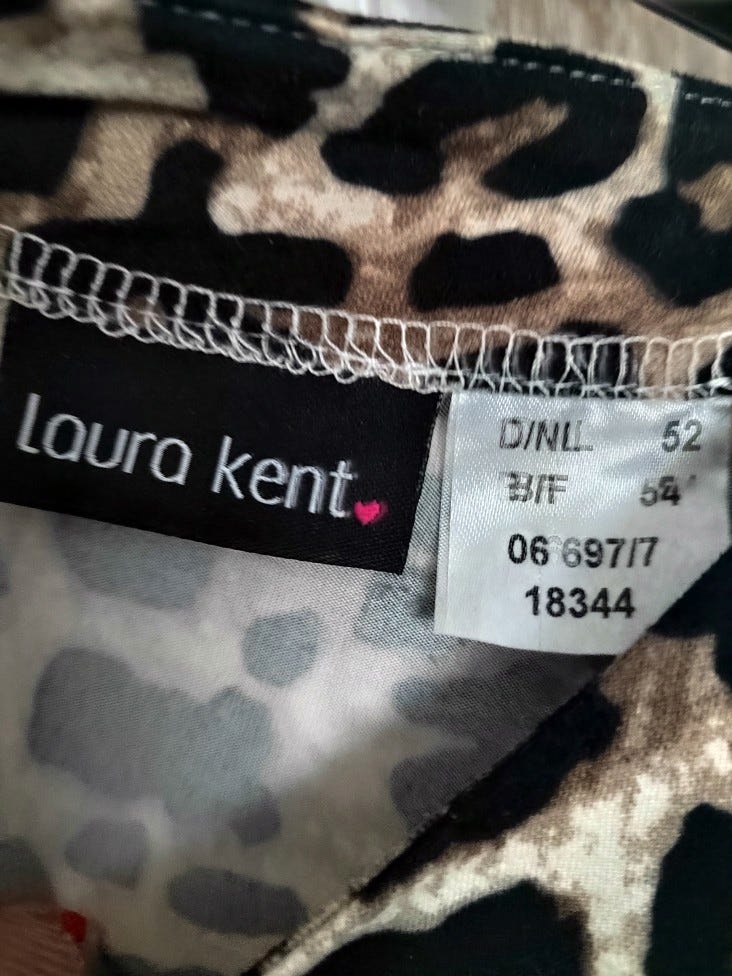 Laura kent
D/NL 52
B/F 54
06 697/7
18344